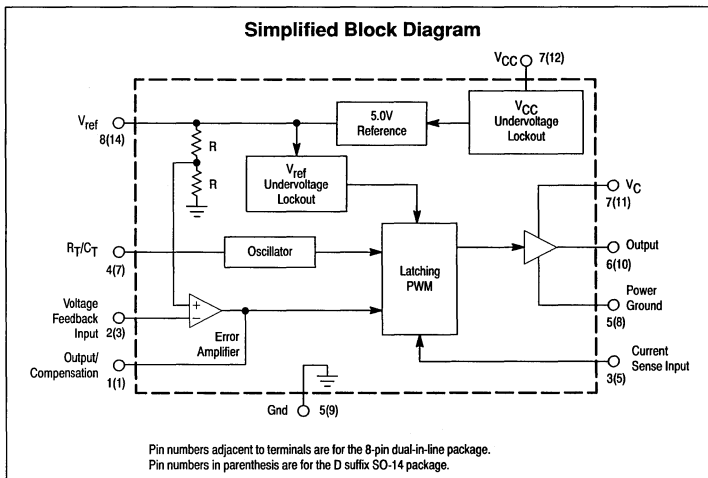 Simplified Block Diagram
VCC 7(12)
Vref
8(14)
R
R
5.0V
Reference
VCC
Undervoltage
Lockout
Vref
Undervoltage
Lockout
VC
7(11)
RT/CT
4(7)
Oscillator
Latching
PWM
Output
6(10)
Voltage
Feedback
Input
2(3)
+
−
Error
Amplifier
Power
Ground
5(8)
Output/
Compensation
1(1)
Current
Sense Input
3(5)
Gnd 5(9)
Pin numbers adjacent to terminals are for the 8-pin dual-in-line package.
Pin numbers in parenthesis are for the D suffix SO-14 package.